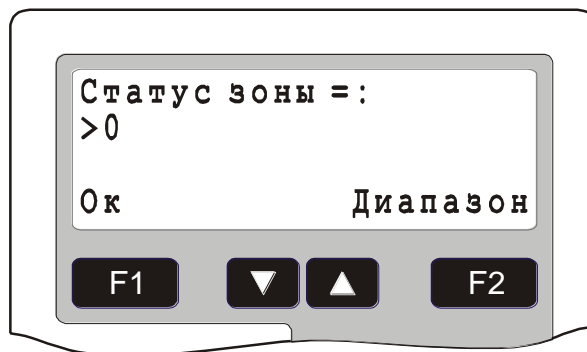 Статус зоны =:
>0
Ок Диапазон
F1 ▼ ▲ F2